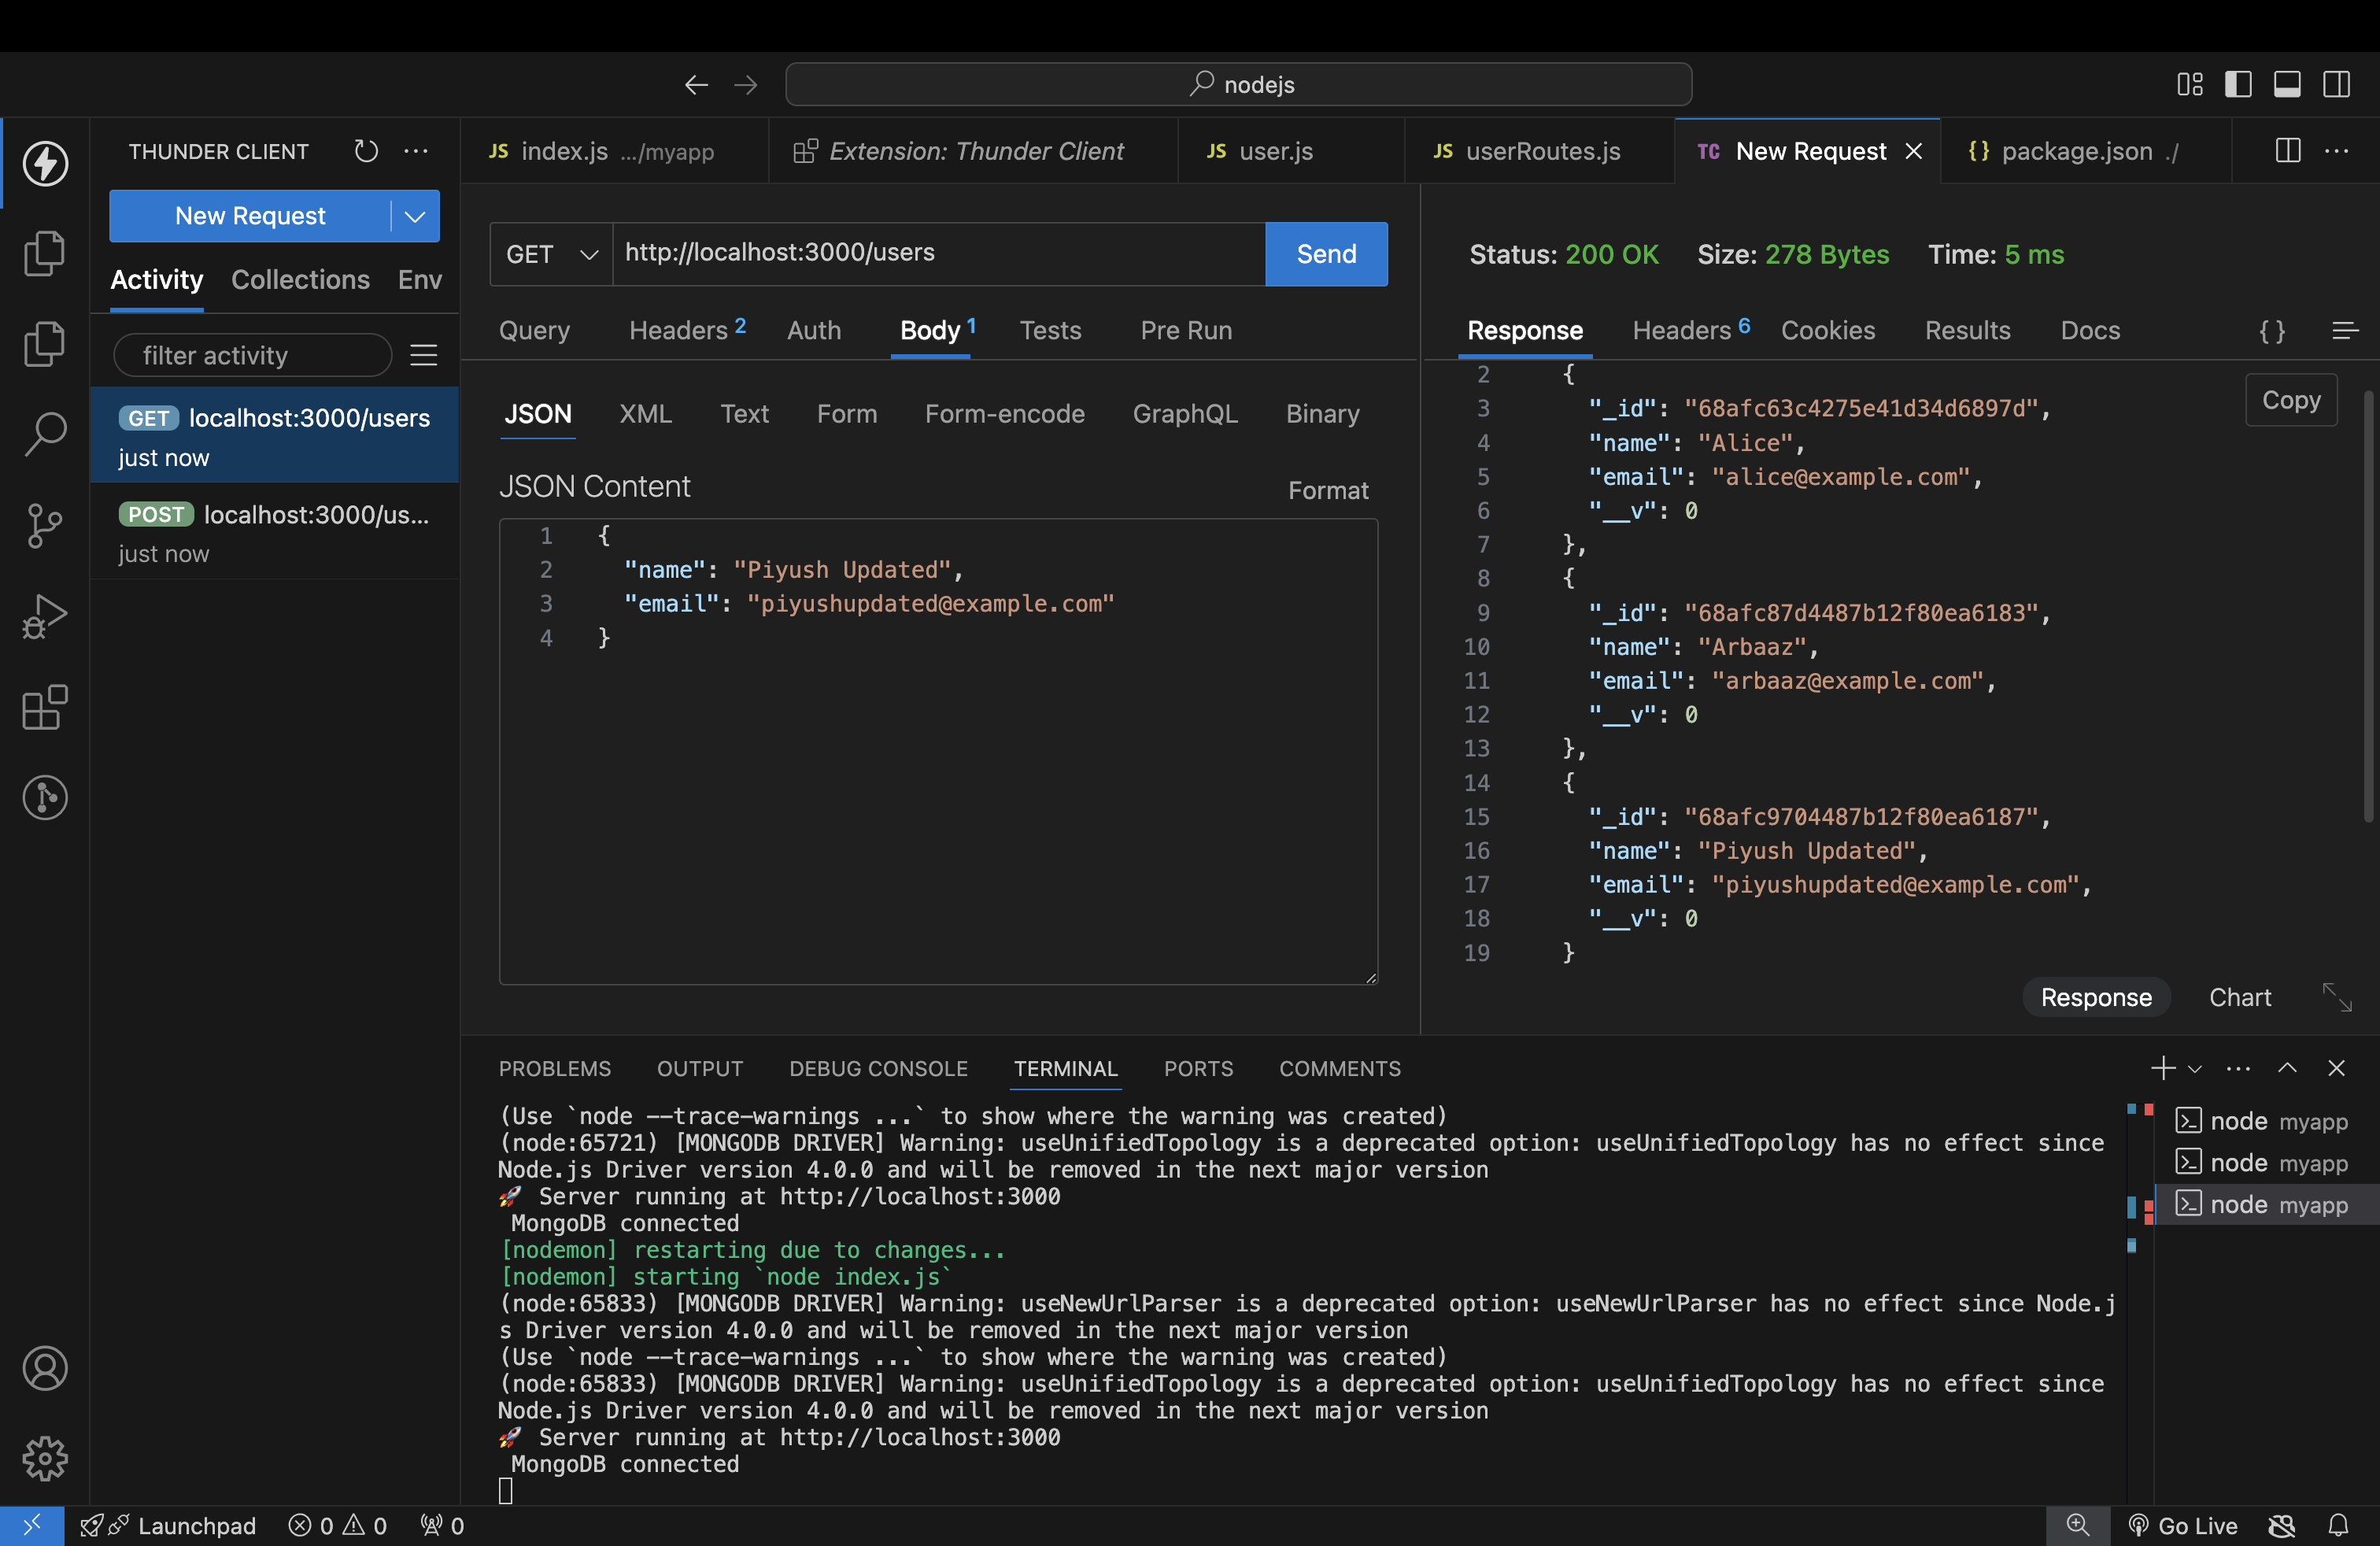 nodejs
THUNDER CLIENT
New Request
Activity Collections Env
filter activity
GET localhost:3000/users
just now
POST localhost:3000/us...
just now
JS index.js .../myapp
Extension: Thunder Client
JS user.js
JS userRoutes.js
TC New Request
{} package.json ./
GET http://localhost:3000/users Send
Query Headers 2 Auth Body 1 Tests Pre Run
JSON XML Text Form Form-encode GraphQL Binary
JSON Content Format
1 {
2 "name": "Piyush Updated",
3 "email": "piyushupdated@example.com"
4 }
Status: 200 OK Size: 278 Bytes Time: 5 ms
Response Headers 6 Cookies Results Docs { }
Copy
2 {
3 "_id": "68afc63c4275e41d34d6897d",
4 "name": "Alice",
5 "email": "alice@example.com",
6 "__v": 0
7 },
8 {
9 "_id": "68afc87d4487b12f80ea6183",
10 "name": "Arbaaz",
11 "email": "arbaaz@example.com",
12 "__v": 0
13 },
14 {
15 "_id": "68afc9704487b12f80ea6187",
16 "name": "Piyush Updated",
17 "email": "piyushupdated@example.com",
18 "__v": 0
19 }
Response Chart
PROBLEMS OUTPUT DEBUG CONSOLE TERMINAL PORTS COMMENTS
(Use `node --trace-warnings ...` to show where the warning was created)
(node:65721) [MONGODB DRIVER] Warning: useUnifiedTopology is a deprecated option: useUnifiedTopology has no effect since
Node.js Driver version 4.0.0 and will be removed in the next major version
🚀 Server running at http://localhost:3000
MongoDB connected
[nodemon] restarting due to changes...
[nodemon] starting `node index.js`
(node:65833) [MONGODB DRIVER] Warning: useNewUrlParser is a deprecated option: useNewUrlParser has no effect since Node.j
s Driver version 4.0.0 and will be removed in the next major version
(Use `node --trace-warnings ...` to show where the warning was created)
(node:65833) [MONGODB DRIVER] Warning: useUnifiedTopology is a deprecated option: useUnifiedTopology has no effect since
Node.js Driver version 4.0.0 and will be removed in the next major version
🚀 Server running at http://localhost:3000
MongoDB connected
node myapp
node myapp
node myapp
Launchpad 0 0 0 Go Live